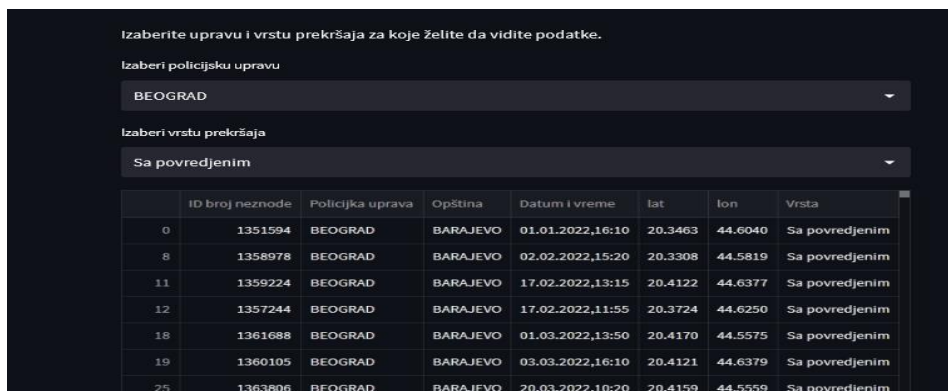 Izaberite upravu i vrstu prekršaja za koje želite da vidite podatke.
Izaberi policijsku upravu
BEOGRAD
Izaberi vrstu prekršaja
Sa povredjenim
ID broj neznode Policijka uprava Opština Datum i vreme lat lon Vrsta
0 1351594 BEOGRAD BARAJEVO 01.01.2022,16:10 20.3463 44.6040 Sa povredjenim
8 1358978 BEOGRAD BARAJEVO 02.02.2022,15:20 20.3308 44.5819 Sa povredjenim
11 1359224 BEOGRAD BARAJEVO 17.02.2022,13:15 20.4122 44.6377 Sa povredjenim
12 1357244 BEOGRAD BARAJEVO 17.02.2022,11:55 20.3724 44.6250 Sa povredjenim
18 1361688 BEOGRAD BARAJEVO 01.03.2022,13:50 20.4170 44.5575 Sa povredjenim
19 1360105 BEOGRAD BARAJEVO 03.03.2022,16:10 20.4121 44.6379 Sa povredjenim
25 1363806 BEOGRAD BARAJEVO 20.03.2022,10:20 20.4159 44.5559 Sa povredjenim